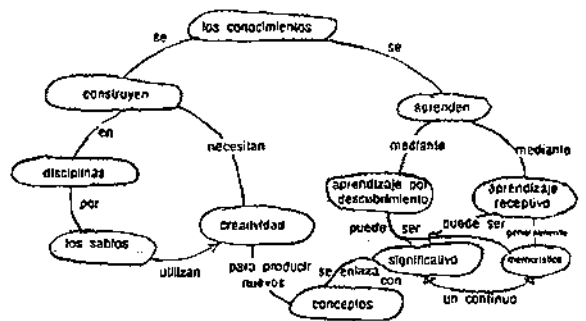 los conocimientos
se
se
construyen
aprenden
en
necesitan
mediante
mediante
disciplinas
aprendizaje por
descubrimiento
aprendizaje
receptivo
por
creatividad
puede ser
puede ser
generalmente
los sabios
utilizan
para producir
nuevos
se enlaza
con
significativo
memorístico
conceptos
un continuo